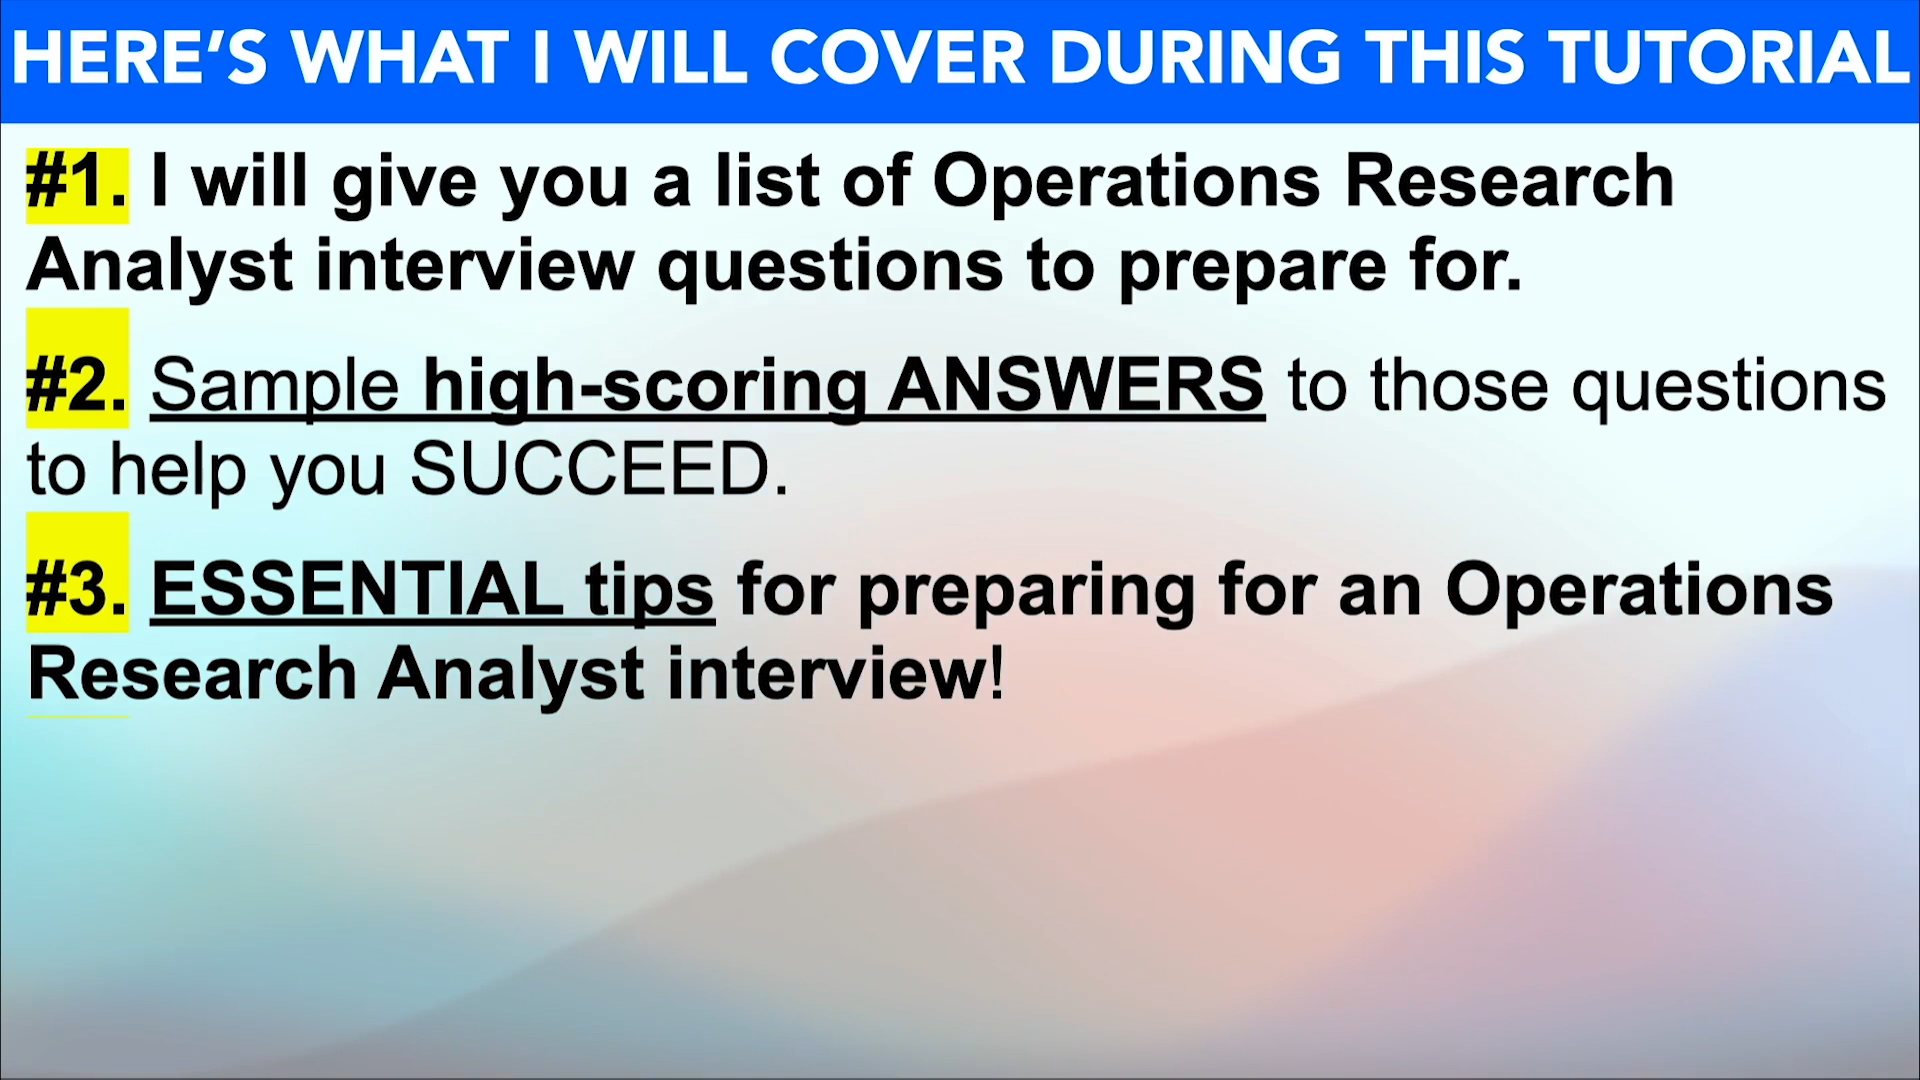 HERE’S WHAT I WILL COVER DURING THIS TUTORIAL
#1. I will give you a list of Operations Research
Analyst interview questions to prepare for.
#2. Sample high-scoring ANSWERS to those questions
to help you SUCCEED.
#3. ESSENTIAL tips for preparing for an Operations
Research Analyst interview!